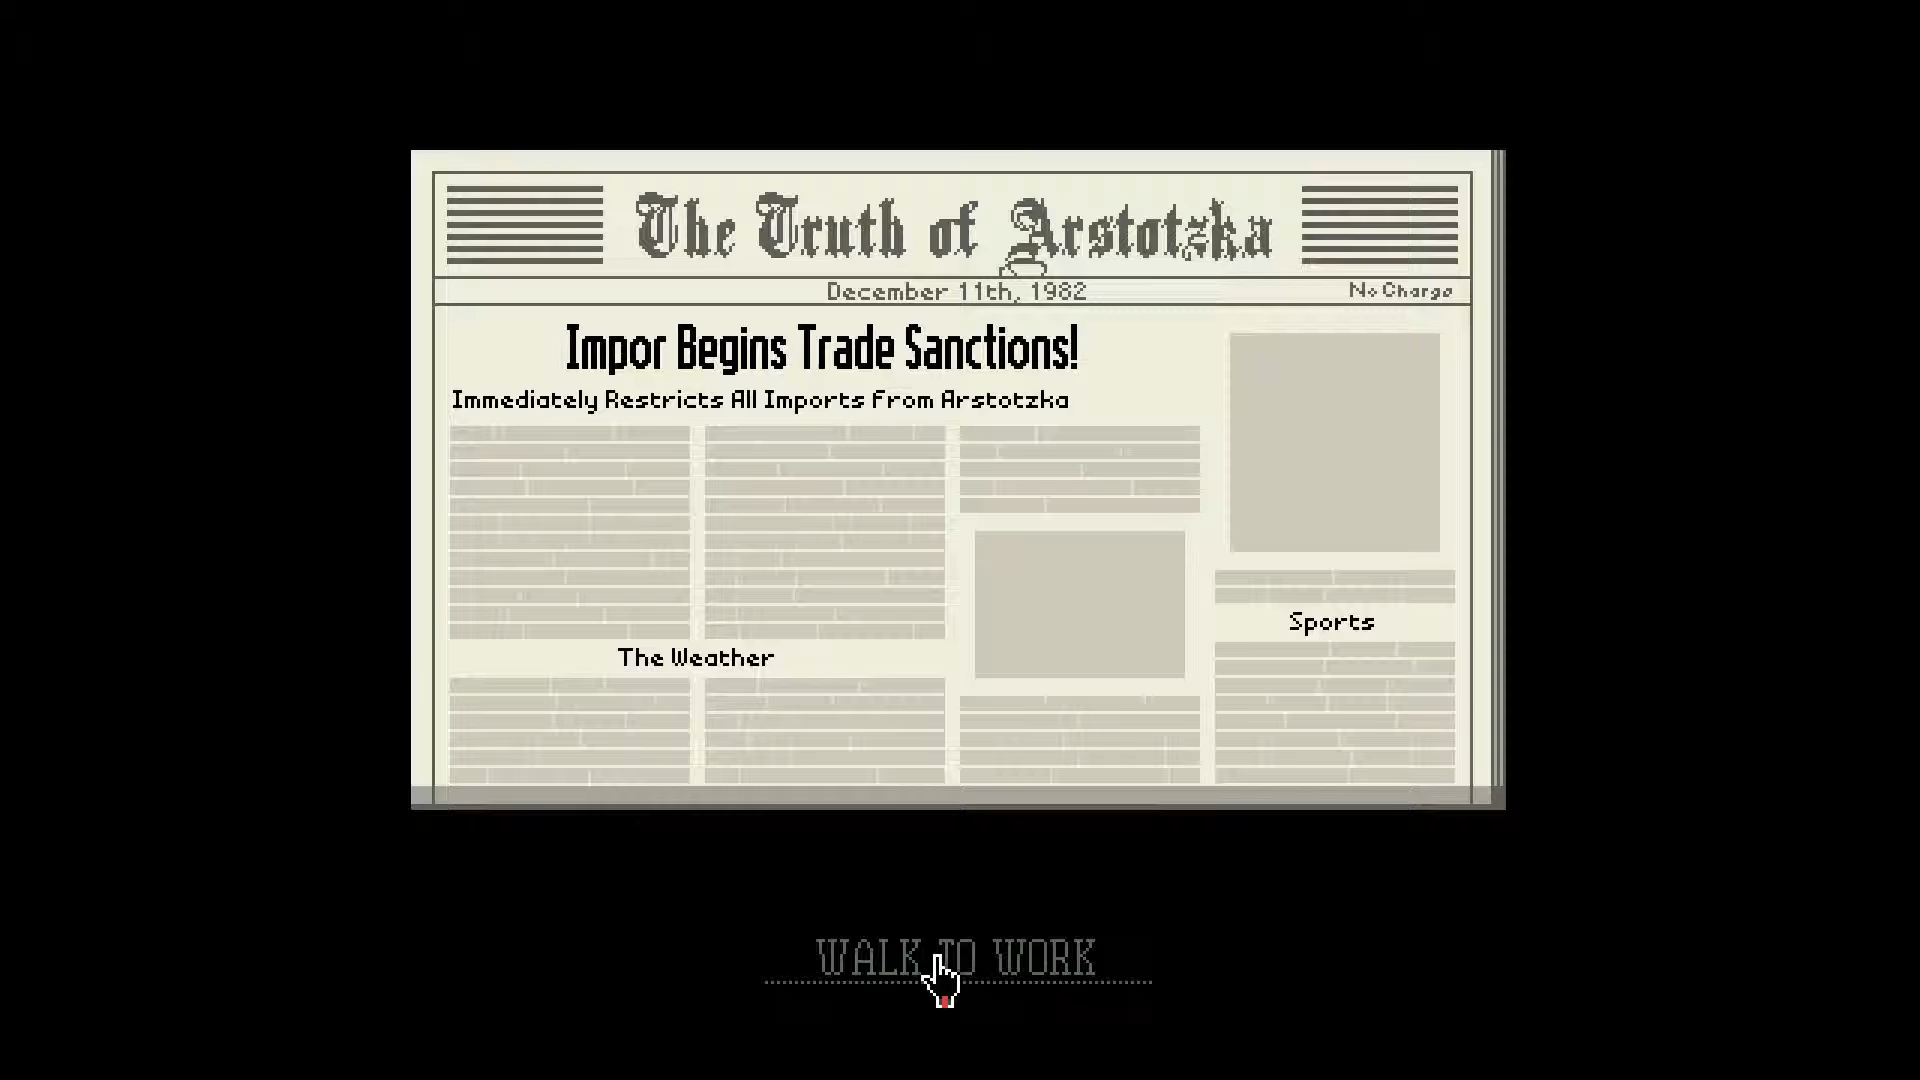 The Truth of Arstotzka
December 11th, 1982
No Charge
Impor Begins Trade Sanctions!
Immediately Restricts All Imports From Arstotzka
The Weather
Sports
WALK TO WORK